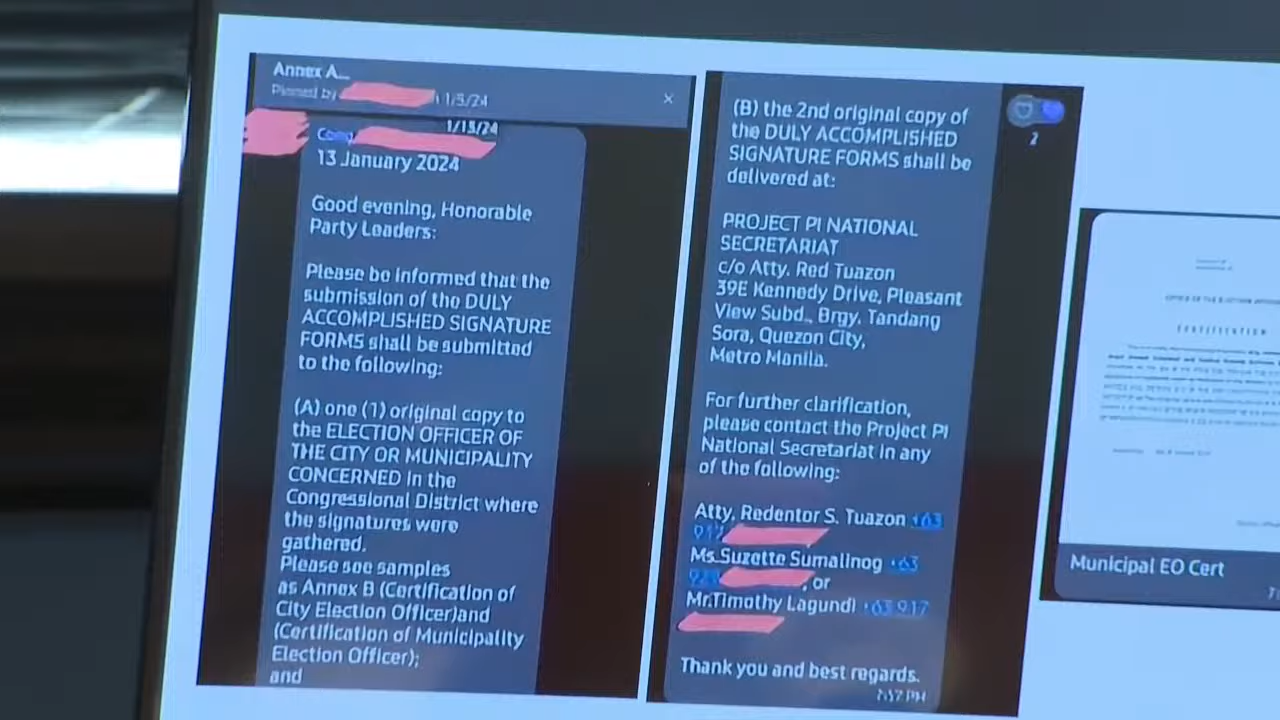 Annex A...
Pinned by 1/3/24
Cong 1/13/24
13 January 2024
Good evening, Honorable
Party Leaders:
Please be informed that the
submission of the DULY
ACCOMPLISHED SIGNATURE
FORMS shall be submitted
to the following:
(A) one (1) original copy to
the ELECTION OFFICER OF
THE CITY OR MUNICIPALITY
CONCERNED in the
Congressional District where
the signatures were
gathered.
Please see samples
as Annex B (Certification of
City Election Officer)and
(Certification of Municipality
Election Officer);
and
(B) the 2nd original copy of
the DULY ACCOMPLISHED
SIGNATURE FORMS shall be
delivered at:
PROJECT PI NATIONAL
SECRETARIAT
c/o Atty. Red Tuazon
39E Kennedy Drive, Pleasant
View Subd., Brgy. Tandang
Sora, Quezon City,
Metro Manila.
For further clarification,
please contact the Project PI
National Secretariat in any
of the following:
Atty. Redentor S. Tuazon +63
917
Ms.Suzette Sumalinog +63
, or
Mr.Timothy Lagundi +63 917
Thank you and best regards.
7:57 PM
2
CERTIFICATION
Municipal EO Cert